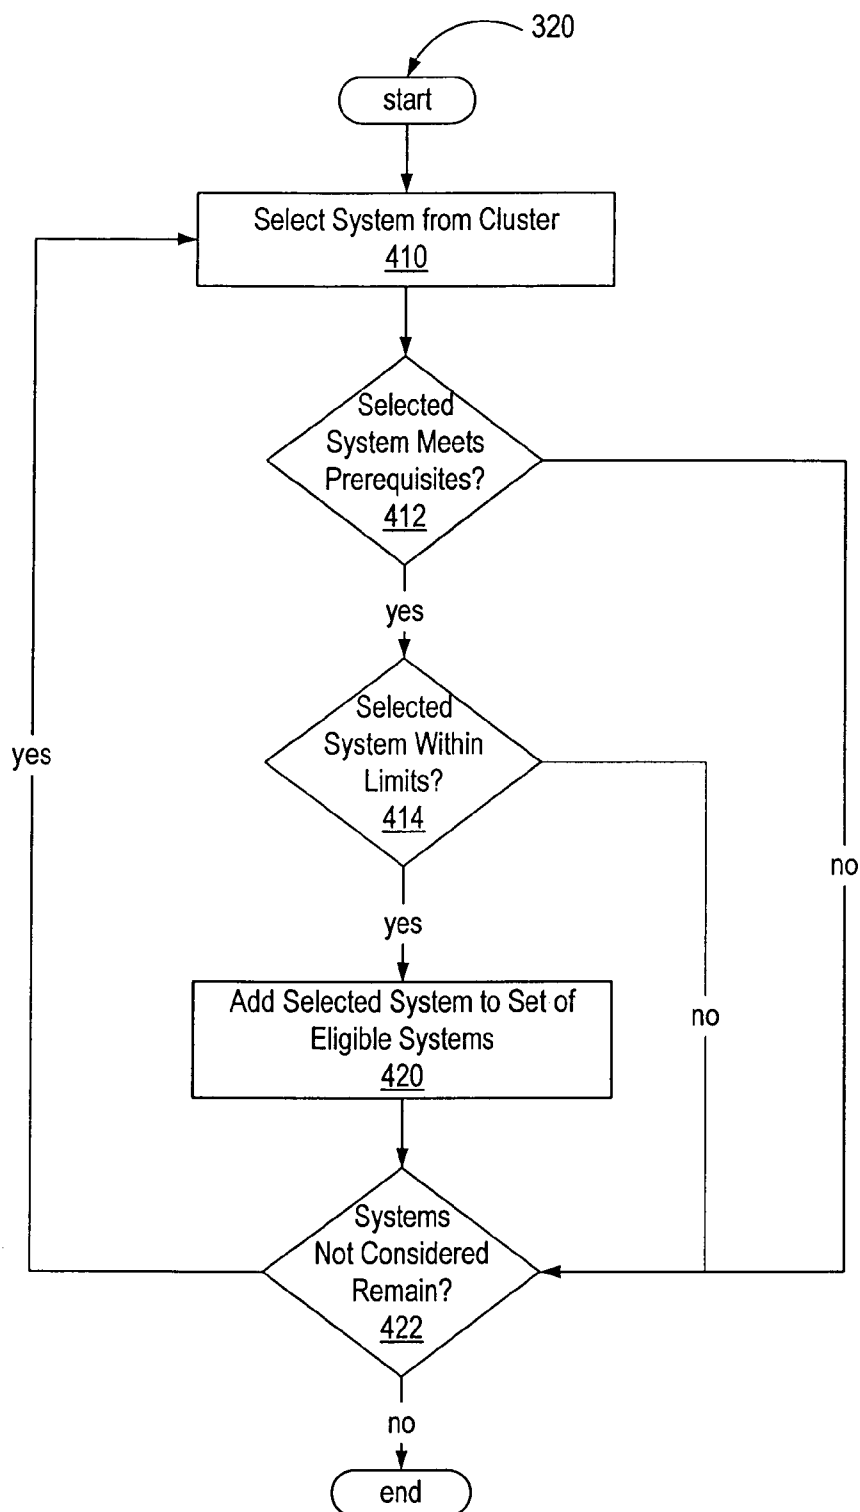 320
start
Select System from Cluster
410
Selected
System Meets
Prerequisites?
412
yes
Selected
System Within
Limits?
414
yes
no
yes
Add Selected System to Set of
Eligible Systems
420
no
Systems
Not Considered
Remain?
422
no
end